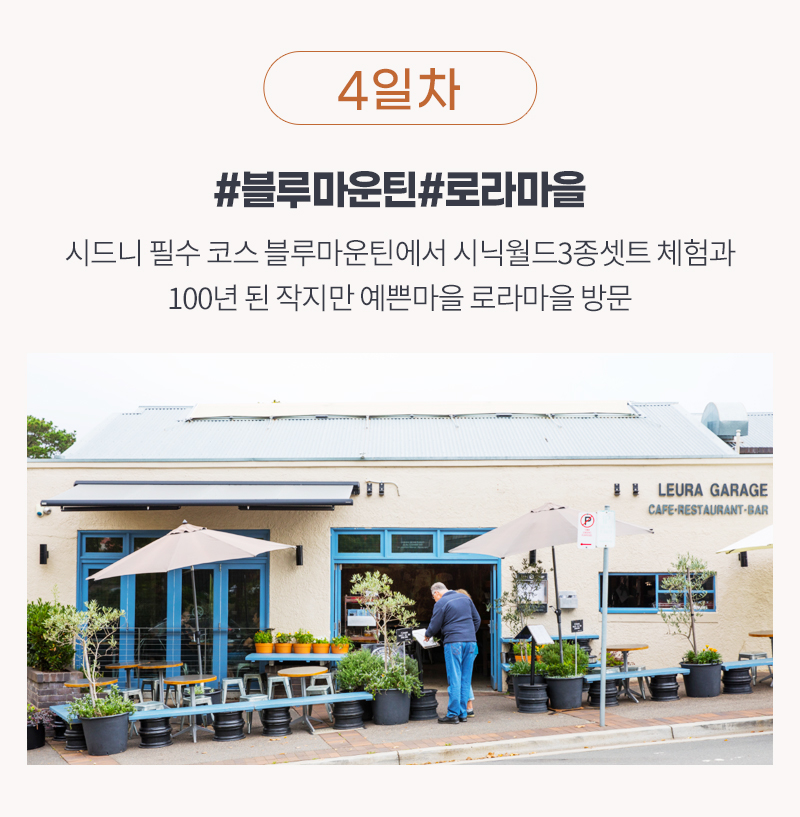 4일차
#블루마운틴#로라마을
시드니 필수 코스 블루마운틴에서 시닉월드3종셋트 체험과
100년 된 작지만 예쁜마을 로라마을 방문
LEURA GARAGE
CAFE·RESTAURANT·BAR
P